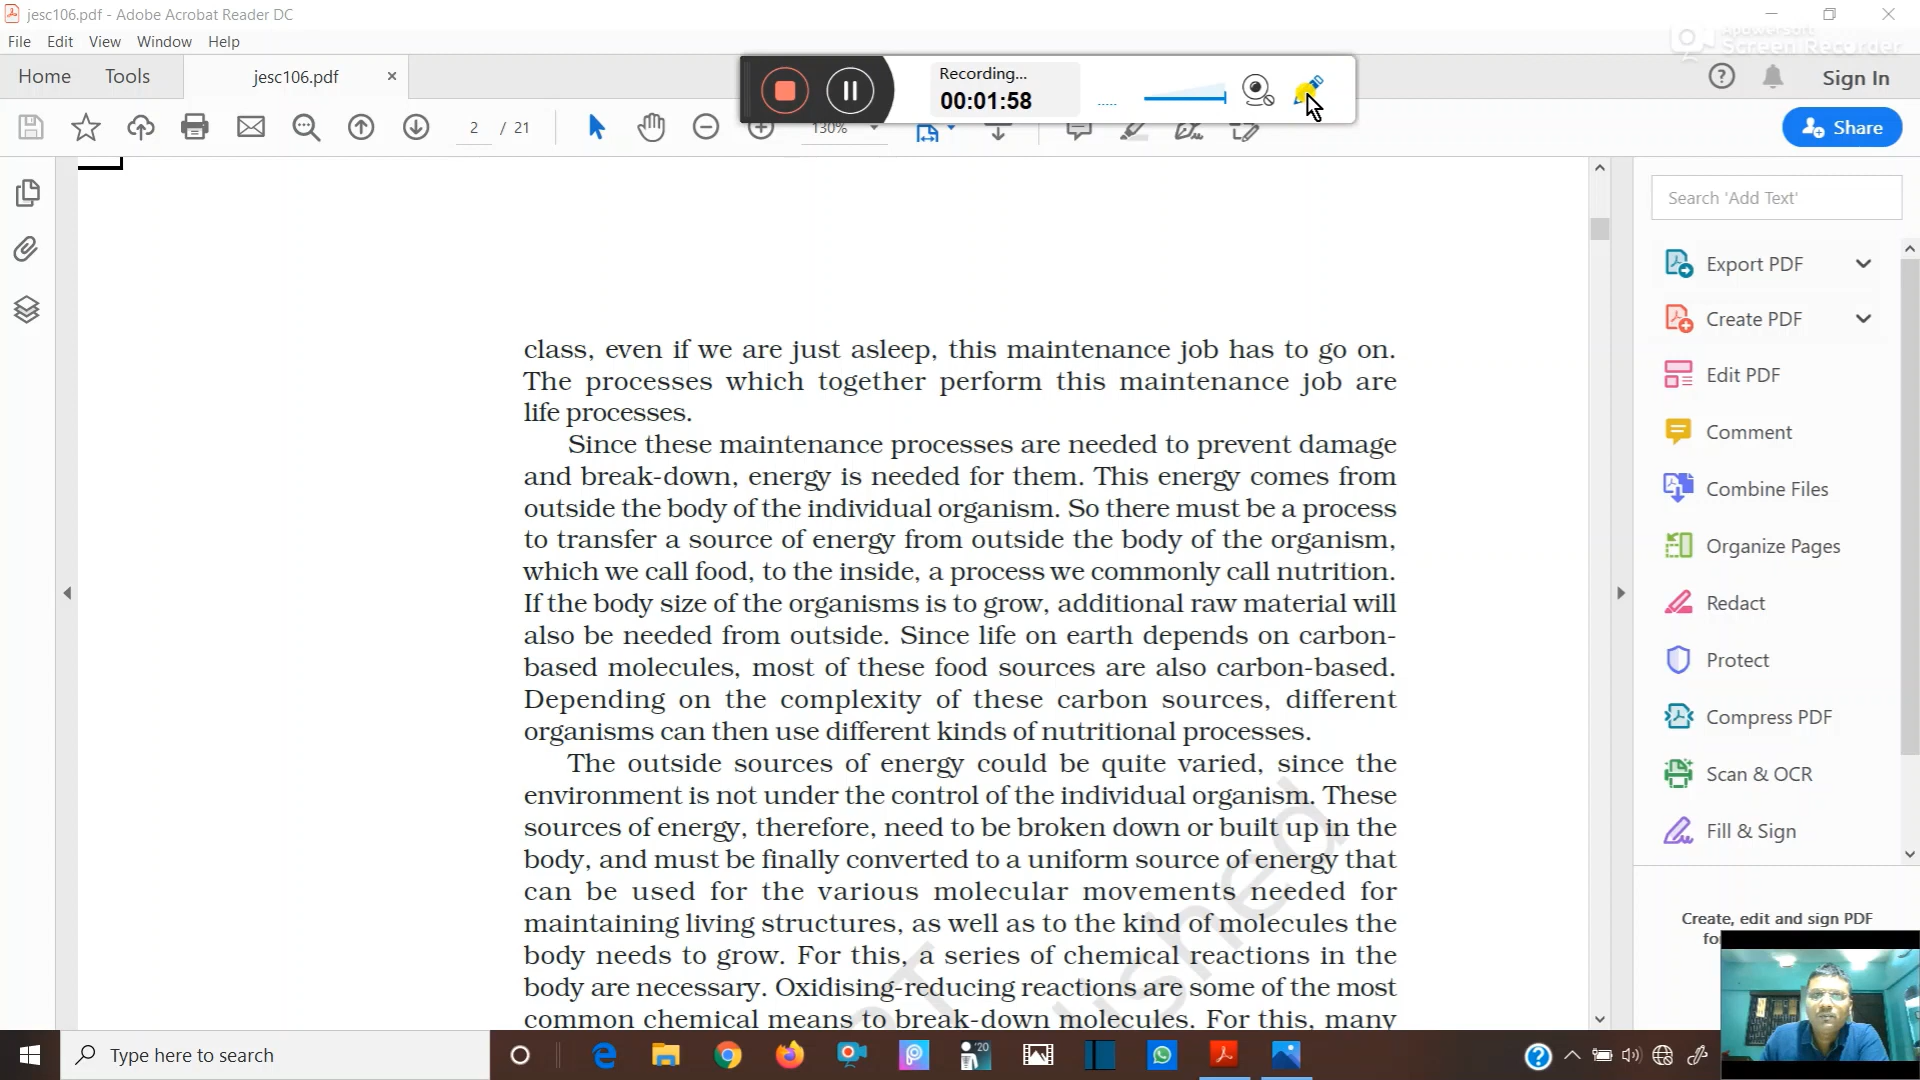 jesc106.pdf - Adobe Acrobat Reader DC
File Edit View Window Help
Apowersoft
Screen Recorder
Home Tools jesc106.pdf
Recording...
00:01:58
Sign In
2 / 21
130%
Share
Search 'Add Text'
Export PDF
Create PDF
Edit PDF
Comment
Combine Files
Organize Pages
Redact
Protect
Compress PDF
Scan & OCR
Fill & Sign
Create, edit and sign PDF
class, even if we are just asleep, this maintenance job has to go on.
The processes which together perform this maintenance job are
life processes.
Since these maintenance processes are needed to prevent damage
and break-down, energy is needed for them. This energy comes from
outside the body of the individual organism. So there must be a process
to transfer a source of energy from outside the body of the organism,
which we call food, to the inside, a process we commonly call nutrition.
If the body size of the organisms is to grow, additional raw material will
also be needed from outside. Since life on earth depends on carbon-
based molecules, most of these food sources are also carbon-based.
Depending on the complexity of these carbon sources, different
organisms can then use different kinds of nutritional processes.
The outside sources of energy could be quite varied, since the
environment is not under the control of the individual organism. These
sources of energy, therefore, need to be broken down or built up in the
body, and must be finally converted to a uniform source of energy that
can be used for the various molecular movements needed for
maintaining living structures, as well as to the kind of molecules the
body needs to grow. For this, a series of chemical reactions in the
body are necessary. Oxidising-reducing reactions are some of the most
common chemical means to break-down molecules. For this, many
Type here to search
'20